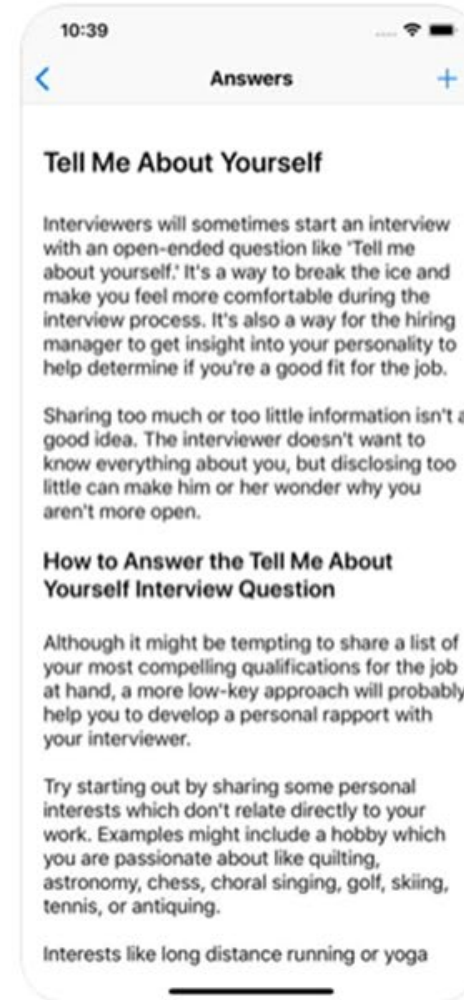 10:39
Answers
Tell Me About Yourself
Interviewers will sometimes start an interview
with an open-ended question like 'Tell me
about yourself.' It's a way to break the ice and
make you feel more comfortable during the
interview process. It's also a way for the hiring
manager to get insight into your personality to
help determine if you're a good fit for the job.
Sharing too much or too little information isn't a
good idea. The interviewer doesn't want to
know everything about you, but disclosing too
little can make him or her wonder why you
aren't more open.
How to Answer the Tell Me About
Yourself Interview Question
Although it might be tempting to share a list of
your most compelling qualifications for the job
at hand, a more low-key approach will probably
help you to develop a personal rapport with
your interviewer.
Try starting out by sharing some personal
interests which don't relate directly to your
work. Examples might include a hobby which
you are passionate about like quilting,
astronomy, chess, choral singing, golf, skiing,
tennis, or antiquing.
Interests like long distance running or yoga